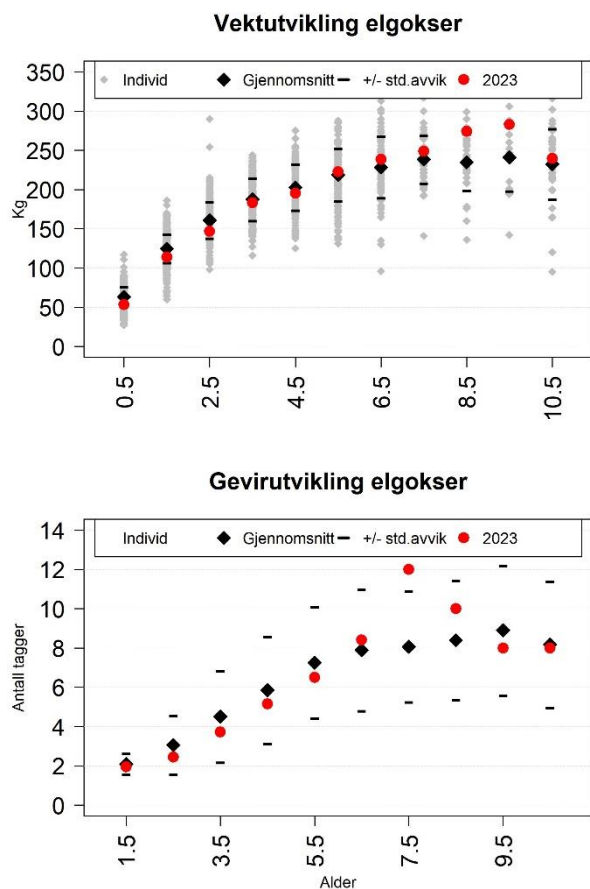 Vektutvikling elgokser
Individ Gjennomsnitt +/- std.avvik 2023
350
300
250
200
150
100
50
0
Kg
0.5 2.5 4.5 6.5 8.5 10.5
Gevirutvikling elgokser
Individ Gjennomsnitt +/- std.avvik 2023
14
12
10
8
6
4
2
0
Antall tagger
1.5 3.5 5.5 7.5 9.5
Alder